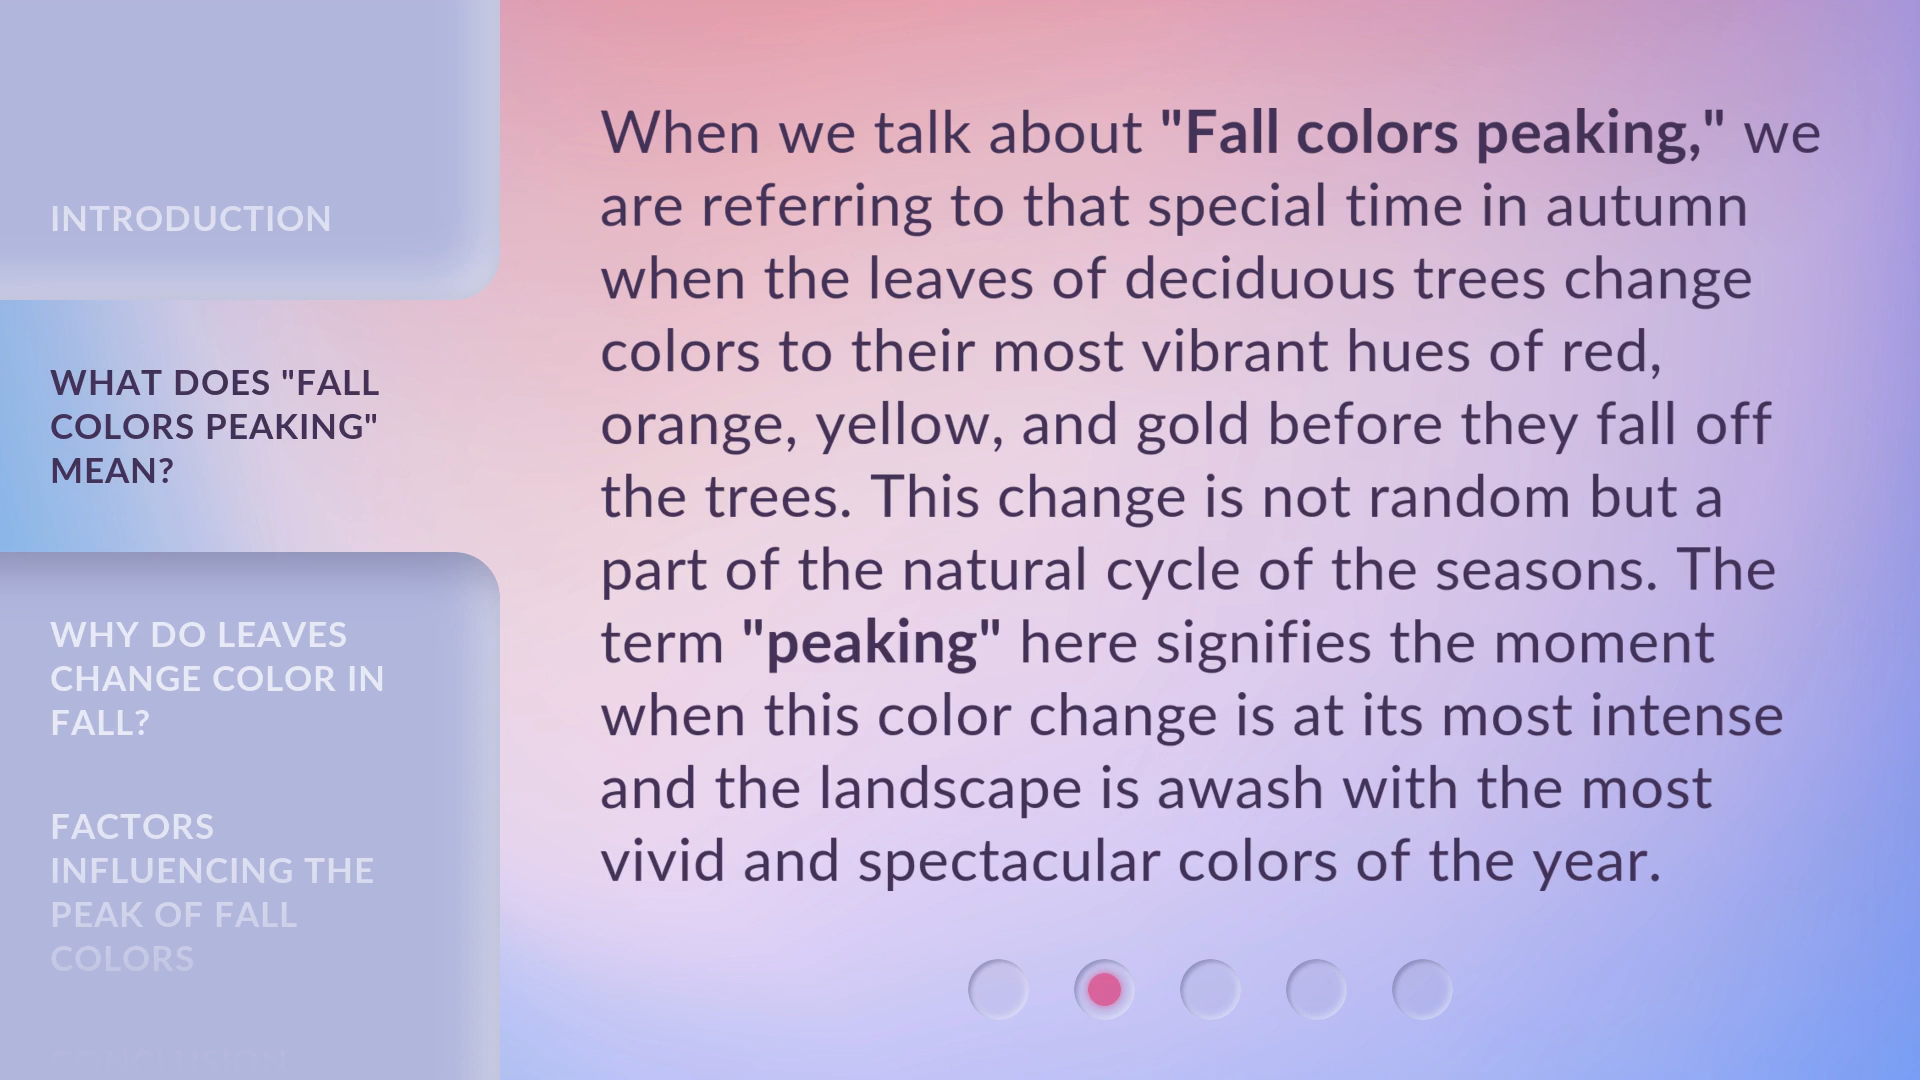 INTRODUCTION
WHAT DOES "FALL
COLORS PEAKING"
MEAN?
WHY DO LEAVES
CHANGE COLOR IN
FALL?
FACTORS
INFLUENCING THE
PEAK OF FALL
COLORS
CONCLUSION
When we talk about "Fall colors peaking," we
are referring to that special time in autumn
when the leaves of deciduous trees change
colors to their most vibrant hues of red,
orange, yellow, and gold before they fall off
the trees. This change is not random but a
part of the natural cycle of the seasons. The
term "peaking" here signifies the moment
when this color change is at its most intense
and the landscape is awash with the most
vivid and spectacular colors of the year.